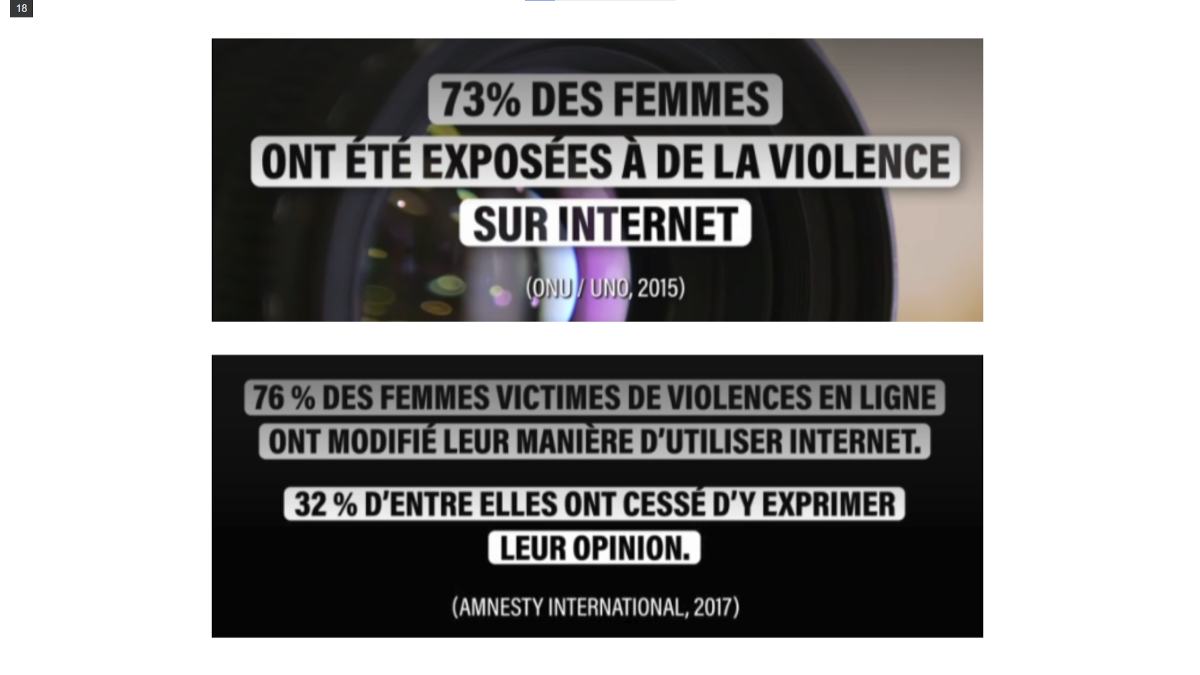 18
73% DES FEMMES
ONT ÉTÉ EXPOSÉES À DE LA VIOLENCE
SUR INTERNET
(ONU / UNO, 2015)
76 % DES FEMMES VICTIMES DE VIOLENCES EN LIGNE
ONT MODIFIÉ LEUR MANIÈRE D’UTILISER INTERNET.
32 % D’ENTRE ELLES ONT CESSÉ D’Y EXPRIMER
LEUR OPINION.
(AMNESTY INTERNATIONAL, 2017)